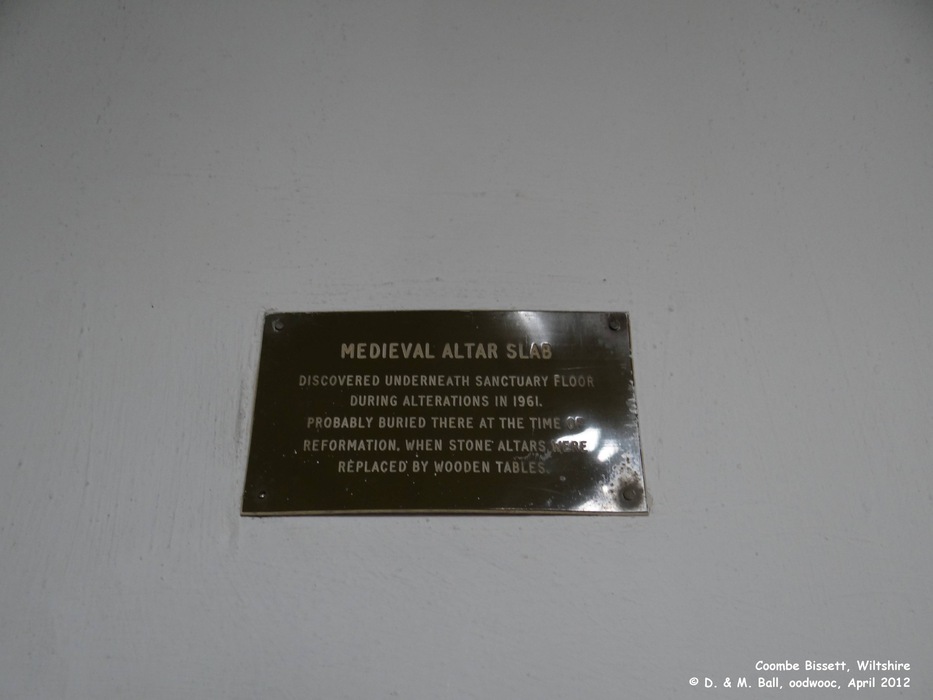 MEDIEVAL ALTAR SLAB
DISCOVERED UNDERNEATH SANCTUARY FLOOR
DURING ALTERATIONS IN 1961.
PROBABLY BURIED THERE AT THE TIME OF
REFORMATION, WHEN STONE ALTARS WERE
REPLACED BY WOODEN TABLES.
Coombe Bissett, Wiltshire
© D. & M. Ball, oodwooc, April 2012